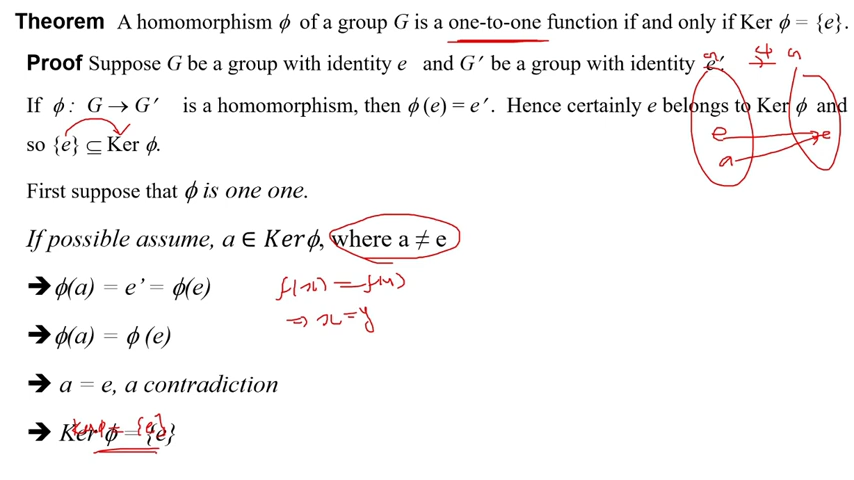 Theorem A homomorphism ϕ of a group G is a one-to-one function if and only if Ker ϕ = {e}.
Proof Suppose G be a group with identity e and G′ be a group with identity e′.
If ϕ : G → G′ is a homomorphism, then ϕ(e) = e′. Hence certainly e belongs to Ker ϕ and
so {e} ⊆ Ker ϕ.
e
e
a
First suppose that ϕ is one one.
If possible assume, a ∈ Kerϕ, where a ≠ e
➔ ϕ(a) = e’ = ϕ(e)
f(x) = f(y)
➔ ϕ(a) = ϕ (e)
⇒ x = y
➔ a = e, a contradiction
➔ Ker ϕ = {e}
Ker ϕ = {e}